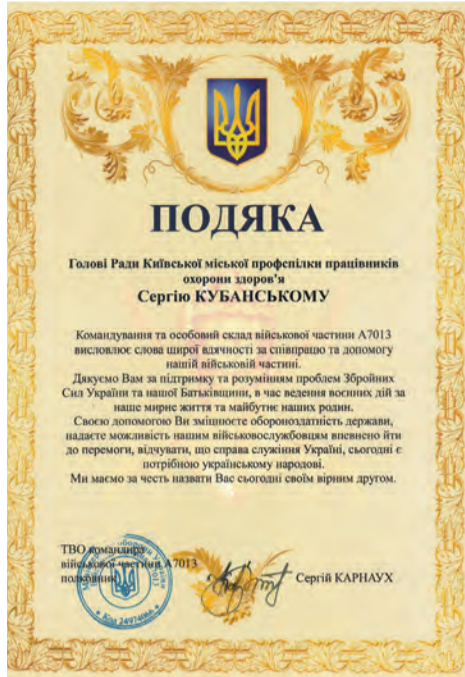 ПОДЯКА
Голові Ради Київської міської профспілки працівників
охорони здоров'я
Сергію КУБАНСЬКОМУ
Командування та особовий склад військової частини А7013
висловлює слова щирої вдячності за співпрацю та допомогу
нашій військовій частині.
Дякуємо Вам за підтримку та розумінням проблем Збройних
Сил України та нашої Батьківщини, в час ведення воєнних дій за
наше мирне життя та майбутнє наших родин.
Своєю допомогою Ви зміцнюєте обороноздатність держави,
надаєте можливість нашим військовослужбовцям впевнено йти
до перемоги, відчувати, що справа служіння Україні, сьогодні є
потрібною українському народові.
Ми маємо за честь назвати Вас сьогодні своїм вірним другом.
ТВО командира
військової частини А7013
полковник
Сергій КАРНАУХ